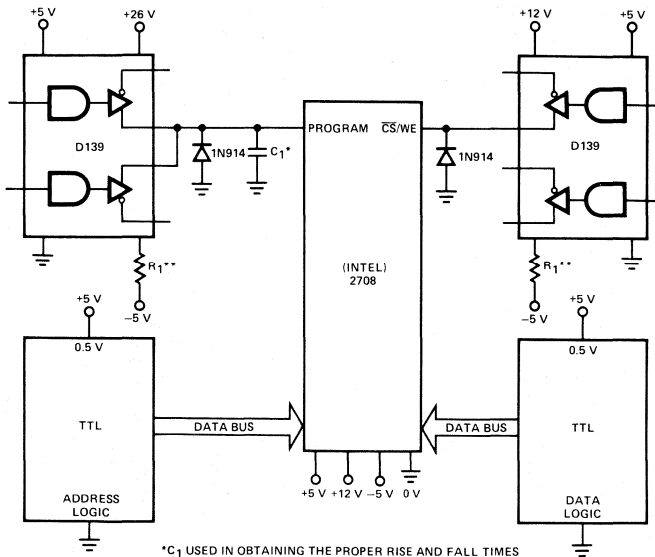 +5 V
+26 V
+12 V
+5 V
D139
1N914
C1*
PROGRAM
CS/WE
1N914
D139
R1**
-5 V
(INTEL)
2708
R1**
-5 V
+5 V
0.5 V
TTL
ADDRESS
LOGIC
DATA BUS
DATA BUS
+5 V
0.5 V
TTL
DATA
LOGIC
+5 V
+12 V
-5 V
0 V
*C1 USED IN OBTAINING THE PROPER RISE AND FALL TIMES